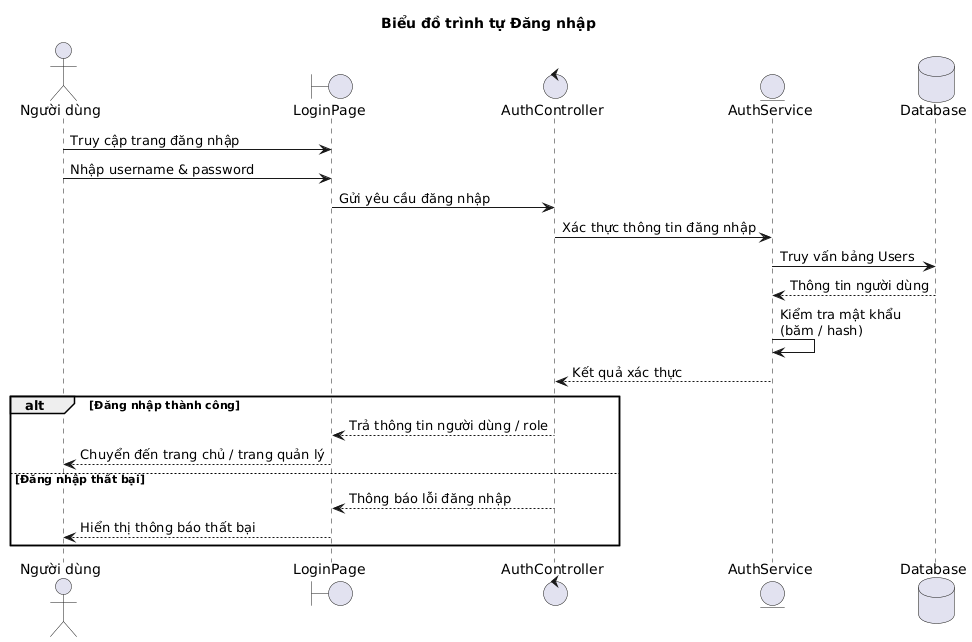 Biểu đồ trình tự Đăng nhập
Người dùng
LoginPage
AuthController
AuthService
Database
Truy cập trang đăng nhập
Nhập username & password
Gửi yêu cầu đăng nhập
Xác thực thông tin đăng nhập
Truy vấn bảng Users
Thông tin người dùng
Kiểm tra mật khẩu
(băm / hash)
Kết quả xác thực
alt
[Đăng nhập thành công]
Trả thông tin người dùng / role
Chuyển đến trang chủ / trang quản lý
[Đăng nhập thất bại]
Thông báo lỗi đăng nhập
Hiển thị thông báo thất bại
Người dùng
LoginPage
AuthController
AuthService
Database